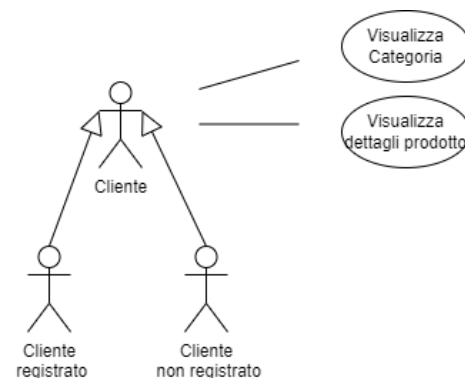 Visualizza
Categoria
Visualizza
dettagli prodotto
Cliente
Cliente
registrato
Cliente
non registrato